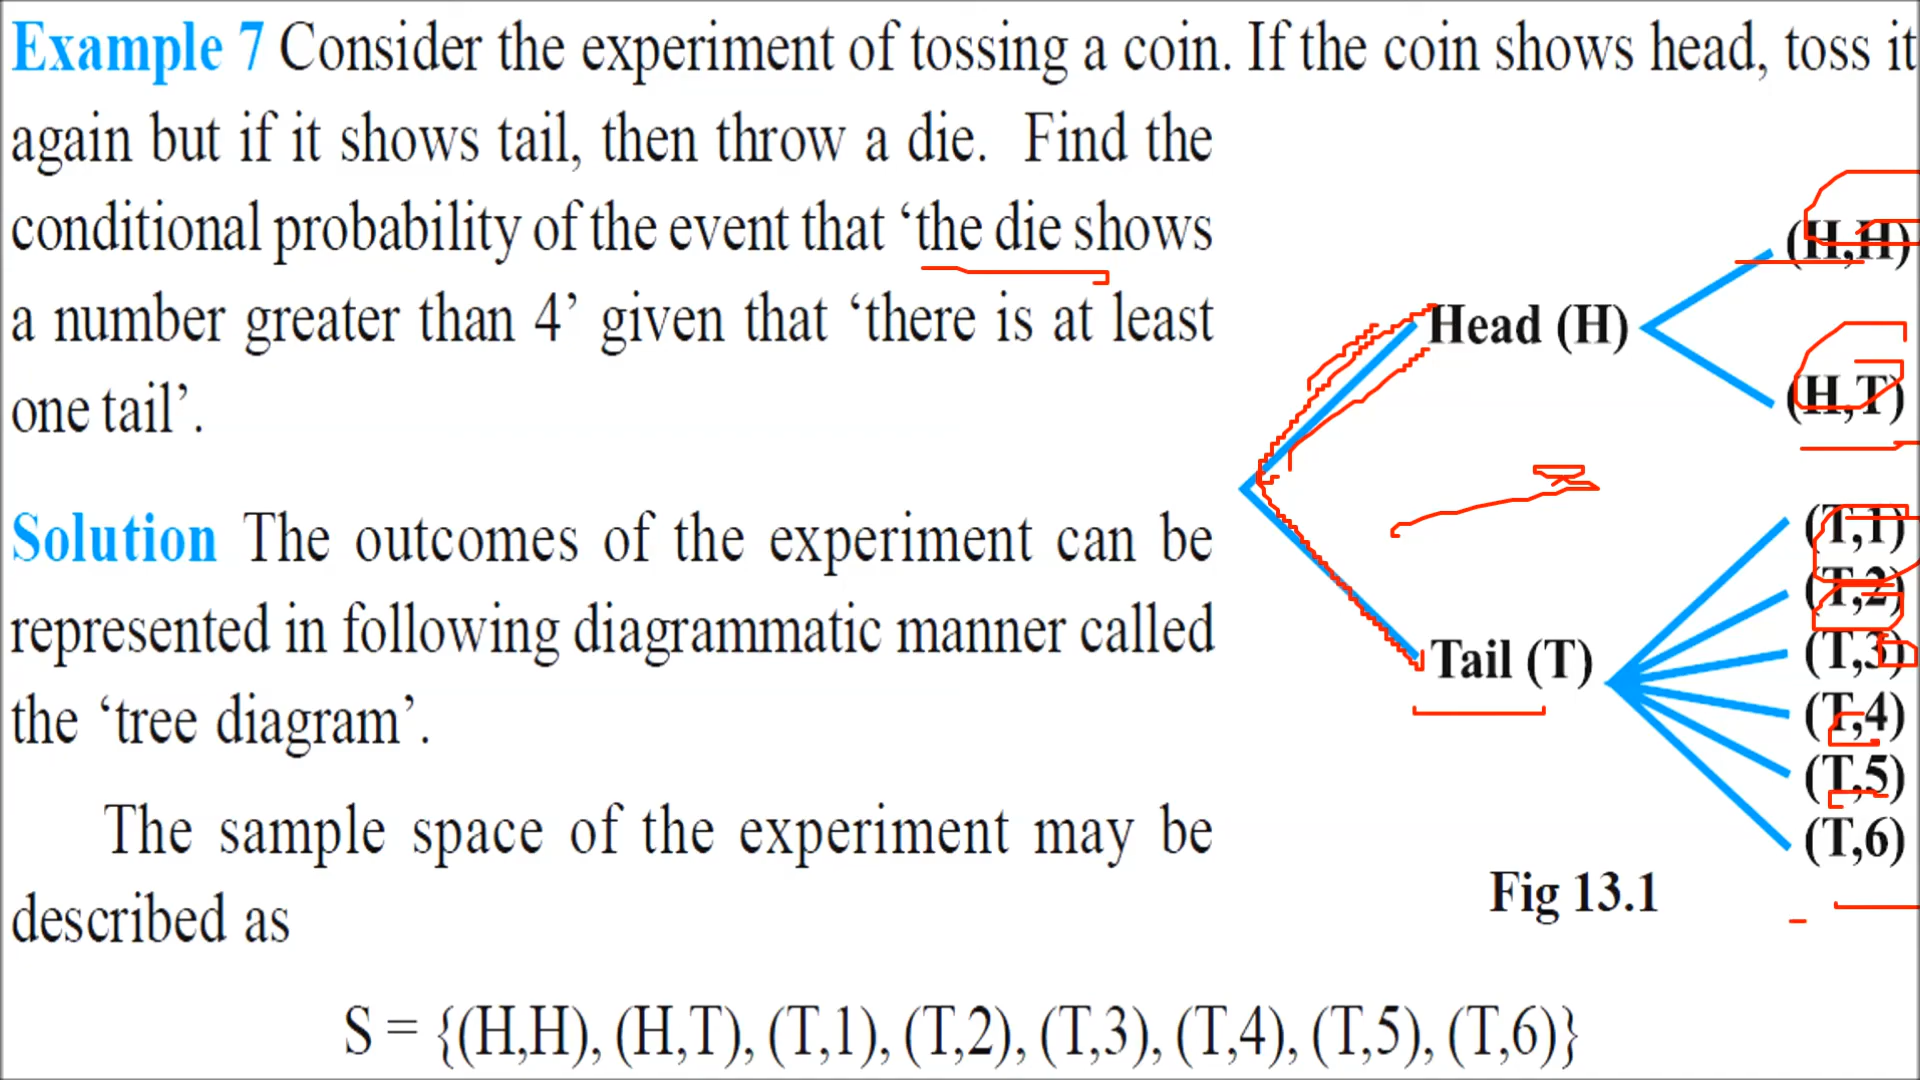 Example 7 Consider the experiment of tossing a coin. If the coin shows head, toss it
again but if it shows tail, then throw a die. Find the
conditional probability of the event that ‘the die shows
a number greater than 4’ given that ‘there is at least
one tail’.
Solution The outcomes of the experiment can be
represented in following diagrammatic manner called
the ‘tree diagram’.
The sample space of the experiment may be
described as
S = {(H,H), (H,T), (T,1), (T,2), (T,3), (T,4), (T,5), (T,6)}
(H,H)
Head (H)
(H,T)
(T,1)
(T,2)
(T,3)
Tail (T)
(T,4)
(T,5)
(T,6)
Fig 13.1